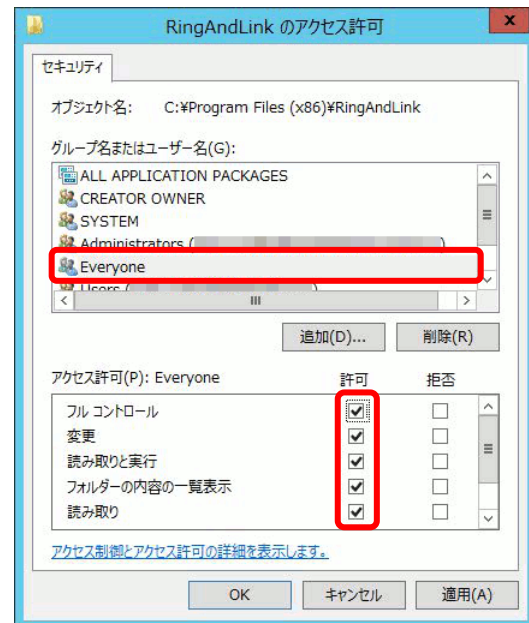 RingAndLink のアクセス許可
x
セキュリティ
オブジェクト名: C:¥Program Files (x86)¥RingAndLink
グループ名またはユーザー名(G):
ALL APPLICATION PACKAGES
CREATOR OWNER
SYSTEM
Administrators ( )
Everyone
Users ( )
追加(D)... 削除(R)
アクセス許可(P): Everyone 許可 拒否
フル コントロール
変更
読み取りと実行
フォルダーの内容の一覧表示
読み取り
アクセス制御とアクセス許可の詳細を表示します。
OK キャンセル 適用(A)